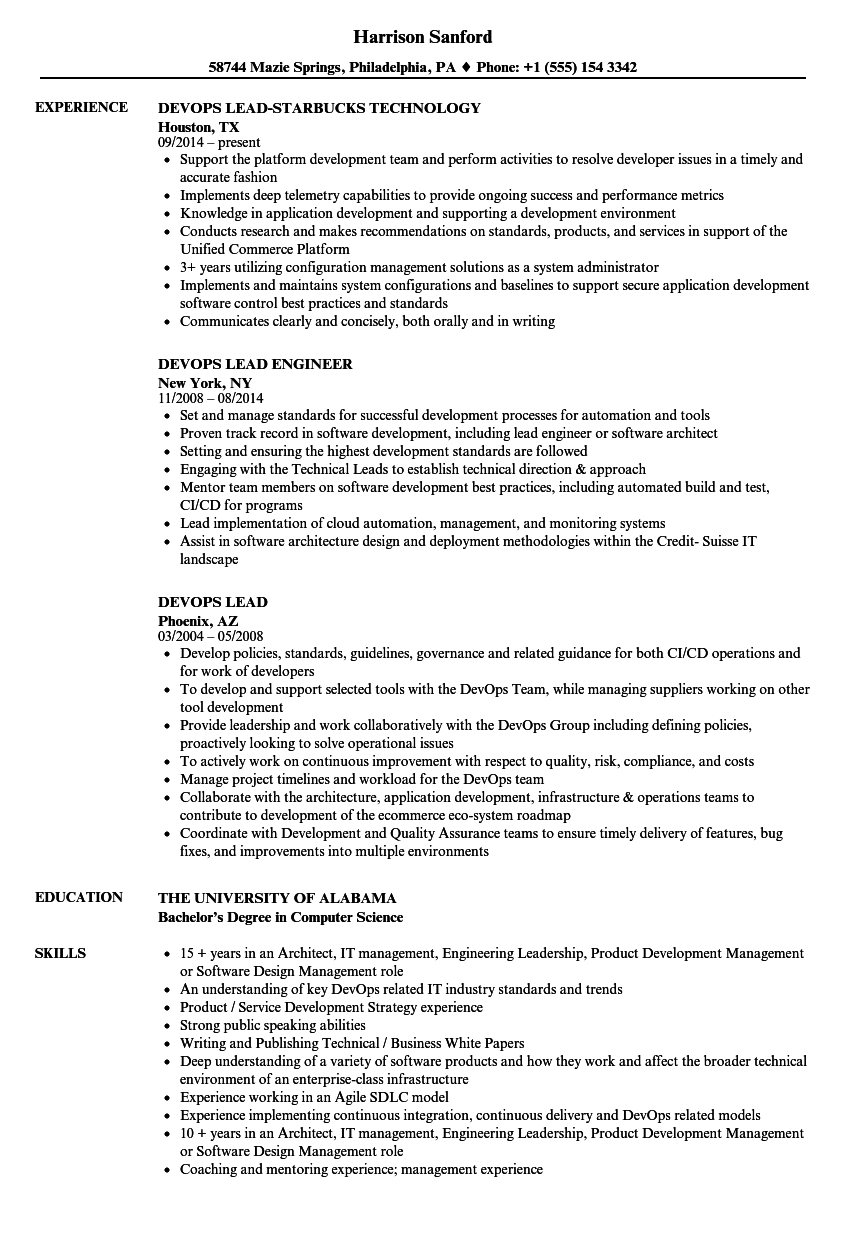 Harrison Sanford
58744 Mazie Springs, Philadelphia, PA ♦ Phone: +1 (555) 154 3342
EXPERIENCE
DEVOPS LEAD-STARBUCKS TECHNOLOGY
Houston, TX
09/2014 – present
• Support the platform development team and perform activities to resolve developer issues in a timely and
accurate fashion
• Implements deep telemetry capabilities to provide ongoing success and performance metrics
• Knowledge in application development and supporting a development environment
• Conducts research and makes recommendations on standards, products, and services in support of the
Unified Commerce Platform
• 3+ years utilizing configuration management solutions as a system administrator
• Implements and maintains system configurations and baselines to support secure application development
software control best practices and standards
• Communicates clearly and concisely, both orally and in writing
DEVOPS LEAD ENGINEER
New York, NY
11/2008 – 08/2014
• Set and manage standards for successful development processes for automation and tools
• Proven track record in software development, including lead engineer or software architect
• Setting and ensuring the highest development standards are followed
• Engaging with the Technical Leads to establish technical direction & approach
• Mentor team members on software development best practices, including automated build and test,
CI/CD for programs
• Lead implementation of cloud automation, management, and monitoring systems
• Assist in software architecture design and deployment methodologies within the Credit- Suisse IT
landscape
DEVOPS LEAD
Phoenix, AZ
03/2004 – 05/2008
• Develop policies, standards, guidelines, governance and related guidance for both CI/CD operations and
for work of developers
• To develop and support selected tools with the DevOps Team, while managing suppliers working on other
tool development
• Provide leadership and work collaboratively with the DevOps Group including defining policies,
proactively looking to solve operational issues
• To actively work on continuous improvement with respect to quality, risk, compliance, and costs
• Manage project timelines and workload for the DevOps team
• Collaborate with the architecture, application development, infrastructure & operations teams to
contribute to development of the ecommerce eco-system roadmap
• Coordinate with Development and Quality Assurance teams to ensure timely delivery of features, bug
fixes, and improvements into multiple environments
EDUCATION
THE UNIVERSITY OF ALABAMA
Bachelor's Degree in Computer Science
SKILLS
• 15 + years in an Architect, IT management, Engineering Leadership, Product Development Management
or Software Design Management role
• An understanding of key DevOps related IT industry standards and trends
• Product / Service Development Strategy experience
• Strong public speaking abilities
• Writing and Publishing Technical / Business White Papers
• Deep understanding of a variety of software products and how they work and affect the broader technical
environment of an enterprise-class infrastructure
• Experience working in an Agile SDLC model
• Experience implementing continuous integration, continuous delivery and DevOps related models
• 10 + years in an Architect, IT management, Engineering Leadership, Product Development Management
or Software Design Management role
• Coaching and mentoring experience; management experience